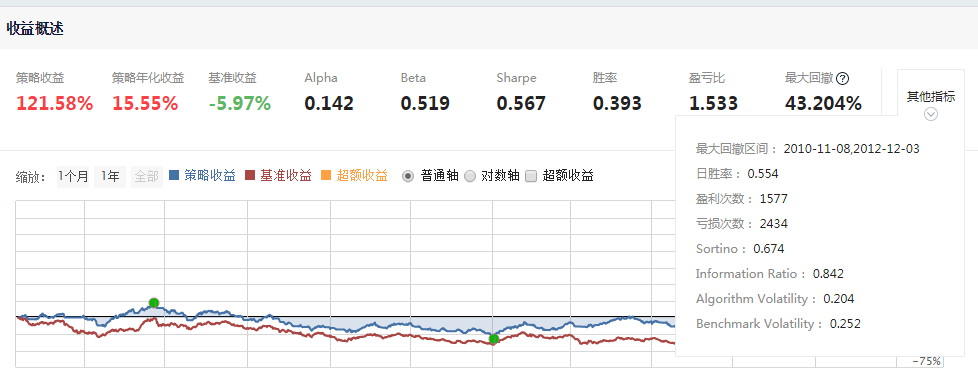 收益概述
策略收益 策略年化收益 基准收益 Alpha Beta Sharpe 胜率 盈亏比 最大回撤?
121.58% 15.55% -5.97% 0.142 0.519 0.567 0.393 1.533 43.204%
其他指标
最大回撤区间： 2010-11-08,2012-12-03
日胜率： 0.554
盈利次数： 1577
亏损次数： 2434
Sortino： 0.674
Information Ratio： 0.842
Algorithm Volatility： 0.204
Benchmark Volatility： 0.252
缩放： 1个月 1年 全部 策略收益 基准收益 超额收益 普通轴 对数轴 超额收益
-75%